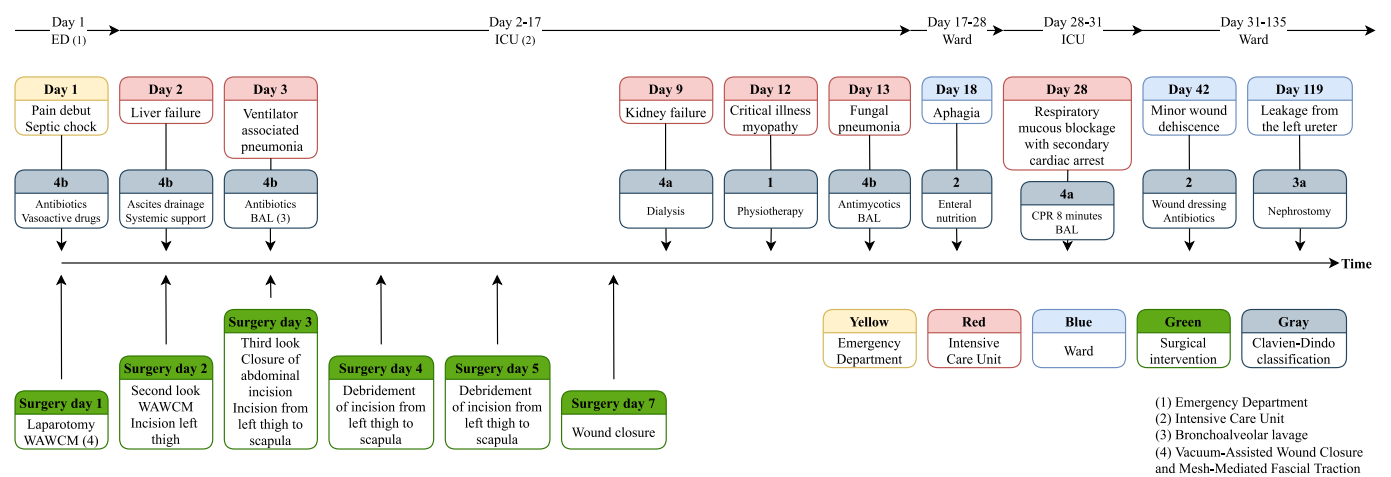 Day 1
ED (1)
Day 2-17
ICU (2)
Day 17-28
Ward
Day 28-31
ICU
Day 31-135
Ward
Day 1
Pain debut
Septic chock
Day 2
Liver failure
Day 3
Ventilator
associated
pneumonia
Day 9
Kidney failure
Day 12
Critical illness
myopathy
Day 13
Fungal
pneumonia
Day 18
Aphagia
Day 28
Respiratory
mucous blockage
with secondary
cardiac arrest
Day 42
Minor wound
dehiscence
Day 119
Leakage from
the left ureter
4b
Antibiotics
Vasoactive drugs
4b
Ascites drainage
Systemic support
4b
Antibiotics
BAL (3)
4a
Dialysis
1
Physiotherapy
4b
Antimycotics
BAL
2
Enteral
nutrition
4a
CPR 8 minutes
BAL
2
Wound dressing
Antibiotics
3a
Nephrostomy
Time
Surgery day 1
Laparotomy
WAWCM (4)
Surgery day 2
Second look
WAWCM
Incision left
thigh
Surgery day 3
Third look
Closure of
abdominal
incision
Incision from
left thigh to
scapula
Surgery day 4
Debridement
of incision from
left thigh to
scapula
Surgery day 5
Debridement
of incision from
left thigh to
scapula
Surgery day 7
Wound closure
Yellow
Emergency
Department
Red
Intensive
Care Unit
Blue
Ward
Green
Surgical
intervention
Gray
Clavien-Dindo
classification
(1) Emergency Department
(2) Intensive Care Unit
(3) Bronchoalveolar lavage
(4) Vacuum-Assisted Wound Closure
and Mesh-Mediated Fascial Traction